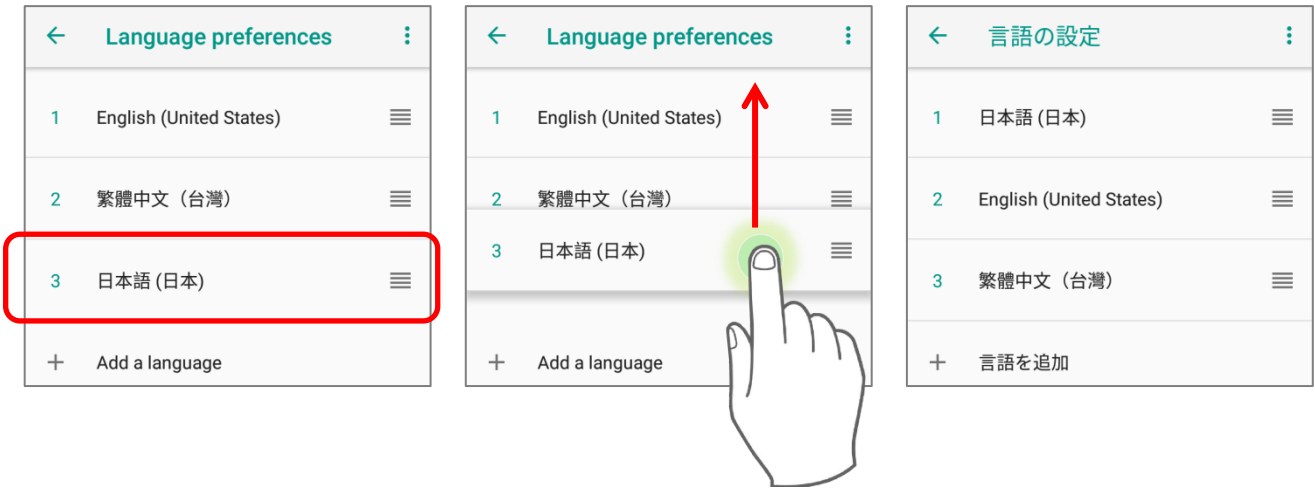 Language preferences
1 English (United States)
2 繁體中文（台灣）
3 日本語 (日本)
+ Add a language
Language preferences
1 English (United States)
2 繁體中文（台灣）
3 日本語 (日本)
+ Add a language
言語の設定
1 日本語 (日本)
2 English (United States)
3 繁體中文（台灣）
+ 言語を追加